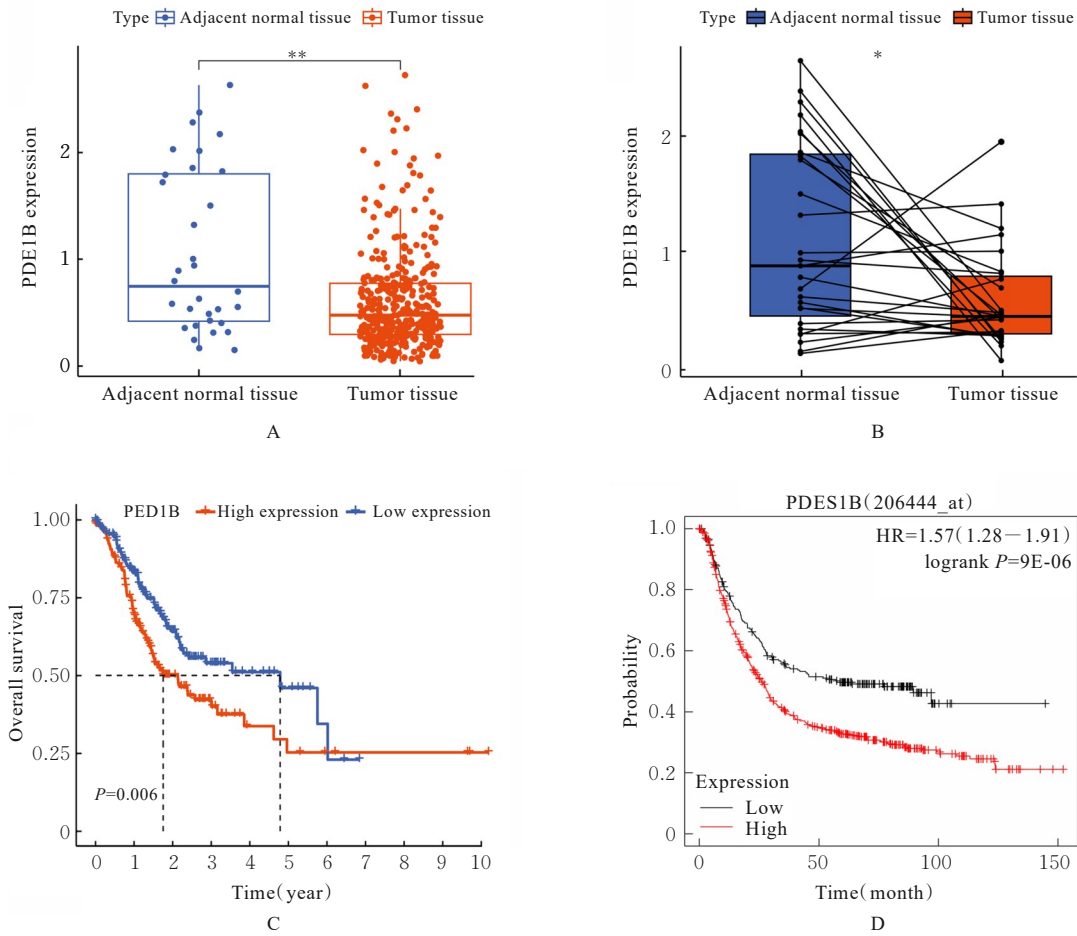 Type Adjacent normal tissue Tumor tissue
**
PDE1B expression
2
1
0
Adjacent normal tissue Tumor tissue
A
Type Adjacent normal tissue Tumor tissue
*
PDE1B expression
2
1
0
Adjacent normal tissue Tumor tissue
B
PED1B High expression Low expression
Overall survival
1.00
0.75
0.50
0.25
0
P=0.006
0 1 2 3 4 5 6 7 8 9 10
Time(year)
C
PDES1B(206444_at)
HR=1.57(1.28−1.91)
logrank P=9E-06
Probability
1.0
0.8
0.6
0.4
0.2
0
Expression
Low
High
0 50 100 150
Time(month)
D